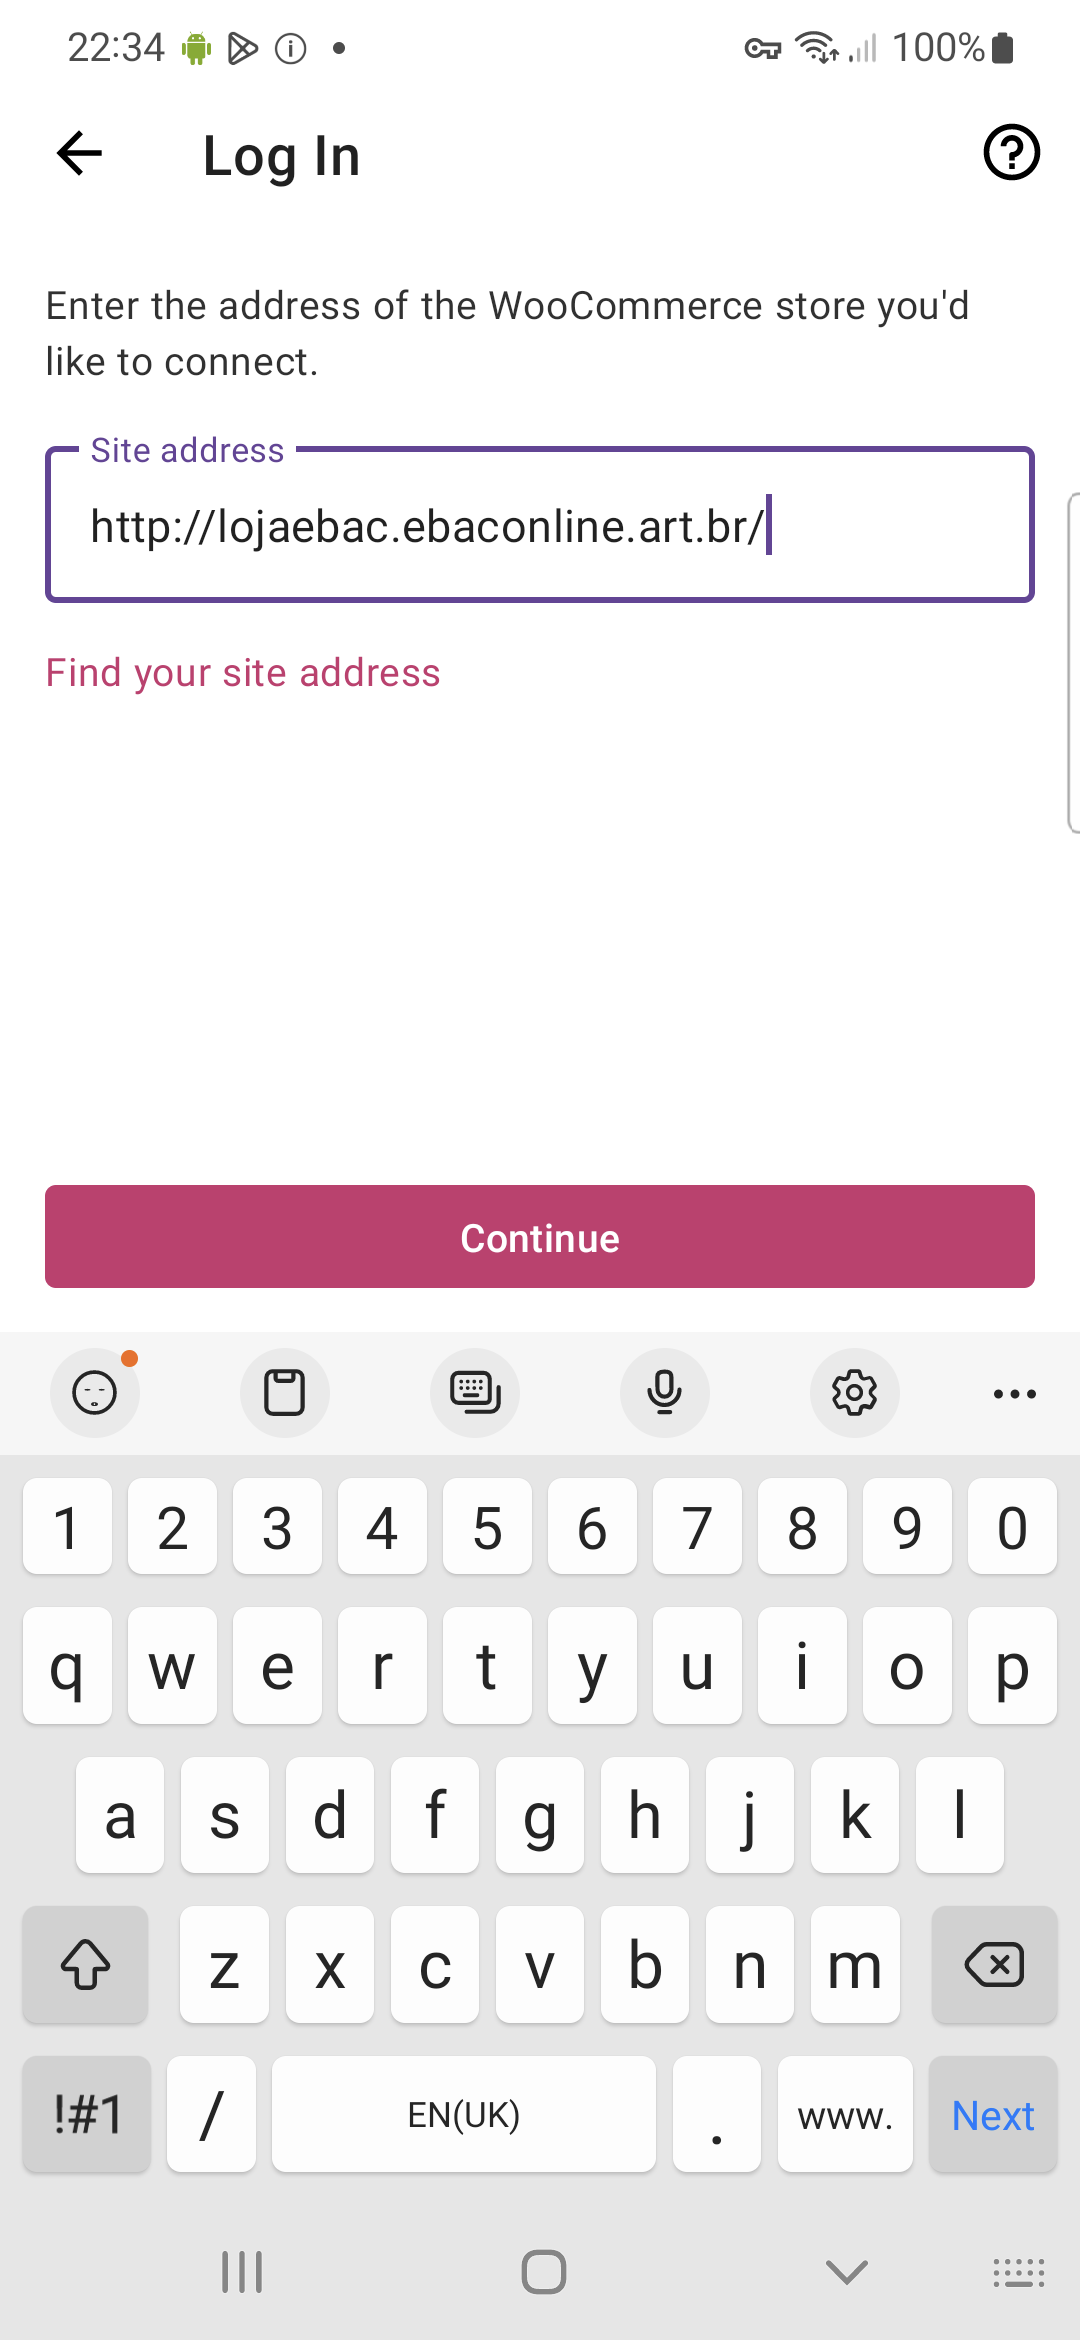 22:34
100%
Log In
Enter the address of the WooCommerce store you'd
like to connect.
Site address
http://lojaebac.ebaconline.art.br/
Find your site address
Continue
1 2 3 4 5 6 7 8 9 0
q w e r t y u i o p
a s d f g h j k l
z x c v b n m
!#1 / EN(UK) . www. Next